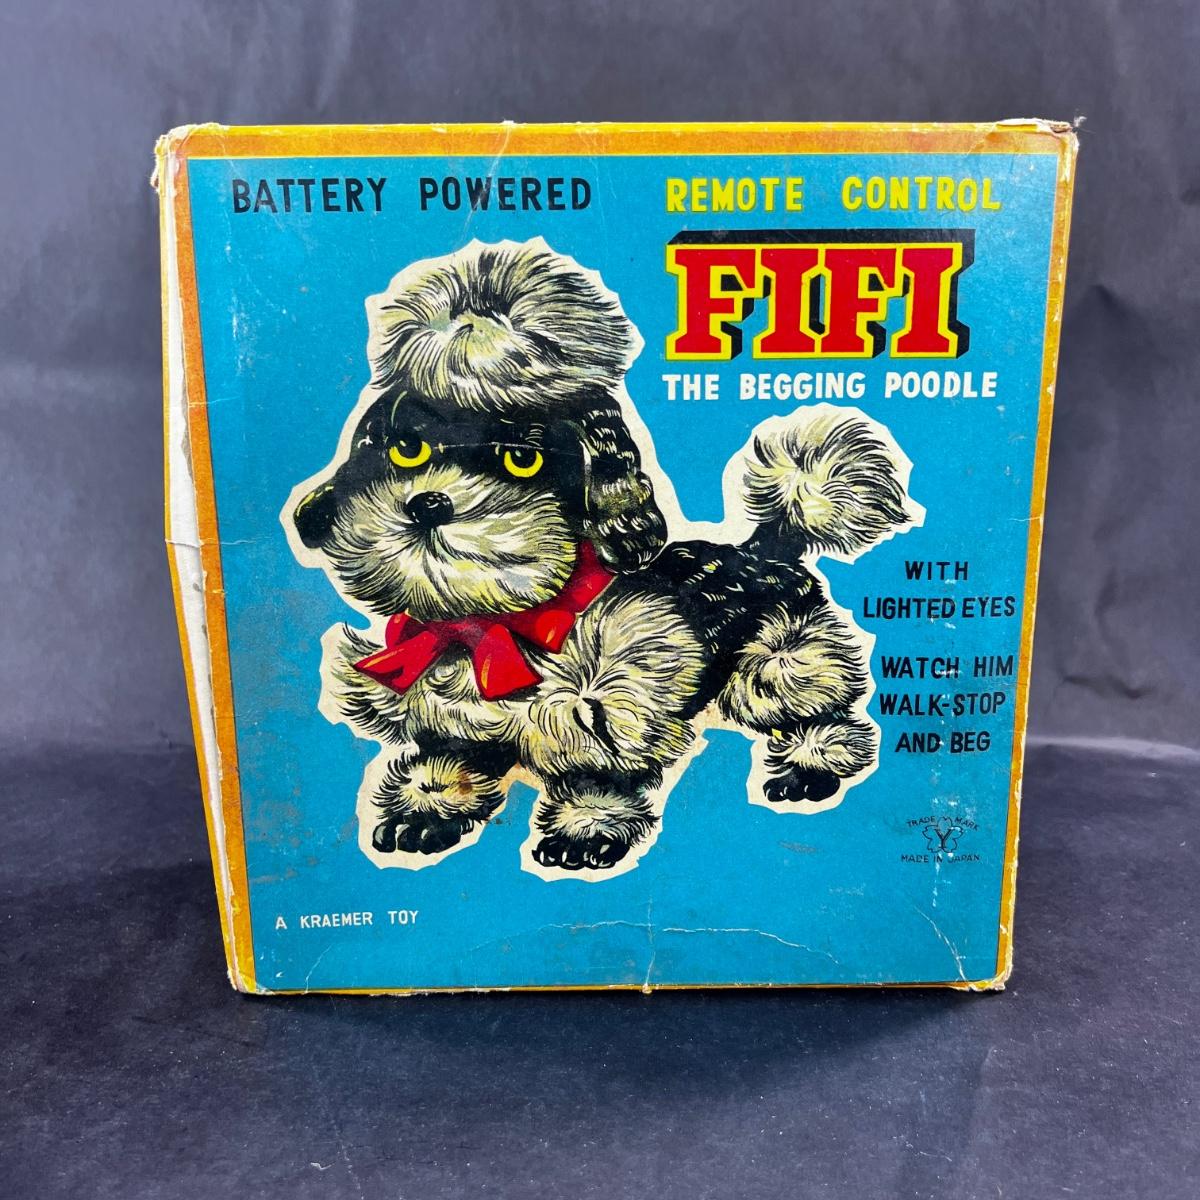 BATTERY POWERED
REMOTE CONTROL
FIFI
THE BEGGING POODLE
WITH
LIGHTED EYES
WATCH HIM
WALK-STOP
AND BEG
TRADE MARK
Y
MADE IN JAPAN
A KRAEMER TOY